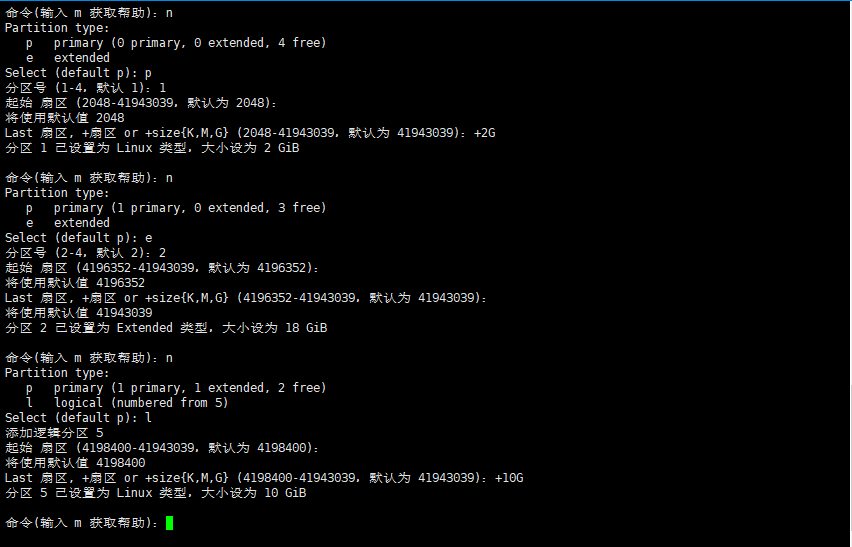 命令(输入 m 获取帮助)：n
Partition type:
   p   primary (0 primary, 0 extended, 4 free)
   e   extended
Select (default p): p
分区号 (1-4，默认 1)：1
起始 扇区 (2048-41943039，默认为 2048)：
将使用默认值 2048
Last 扇区, +扇区 or +size{K,M,G} (2048-41943039，默认为 41943039)：+2G
分区 1 已设置为 Linux 类型，大小设为 2 GiB
命令(输入 m 获取帮助)：n
Partition type:
   p   primary (1 primary, 0 extended, 3 free)
   e   extended
Select (default p): e
分区号 (2-4，默认 2)：2
起始 扇区 (4196352-41943039，默认为 4196352)：
将使用默认值 4196352
Last 扇区, +扇区 or +size{K,M,G} (4196352-41943039，默认为 41943039)：
将使用默认值 41943039
分区 2 已设置为 Extended 类型，大小设为 18 GiB
命令(输入 m 获取帮助)：n
Partition type:
   p   primary (1 primary, 1 extended, 2 free)
   l   logical (numbered from 5)
Select (default p): l
添加逻辑分区 5
起始 扇区 (4198400-41943039，默认为 4198400)：
将使用默认值 4198400
Last 扇区, +扇区 or +size{K,M,G} (4198400-41943039，默认为 41943039)：+10G
分区 5 已设置为 Linux 类型，大小设为 10 GiB
命令(输入 m 获取帮助)：